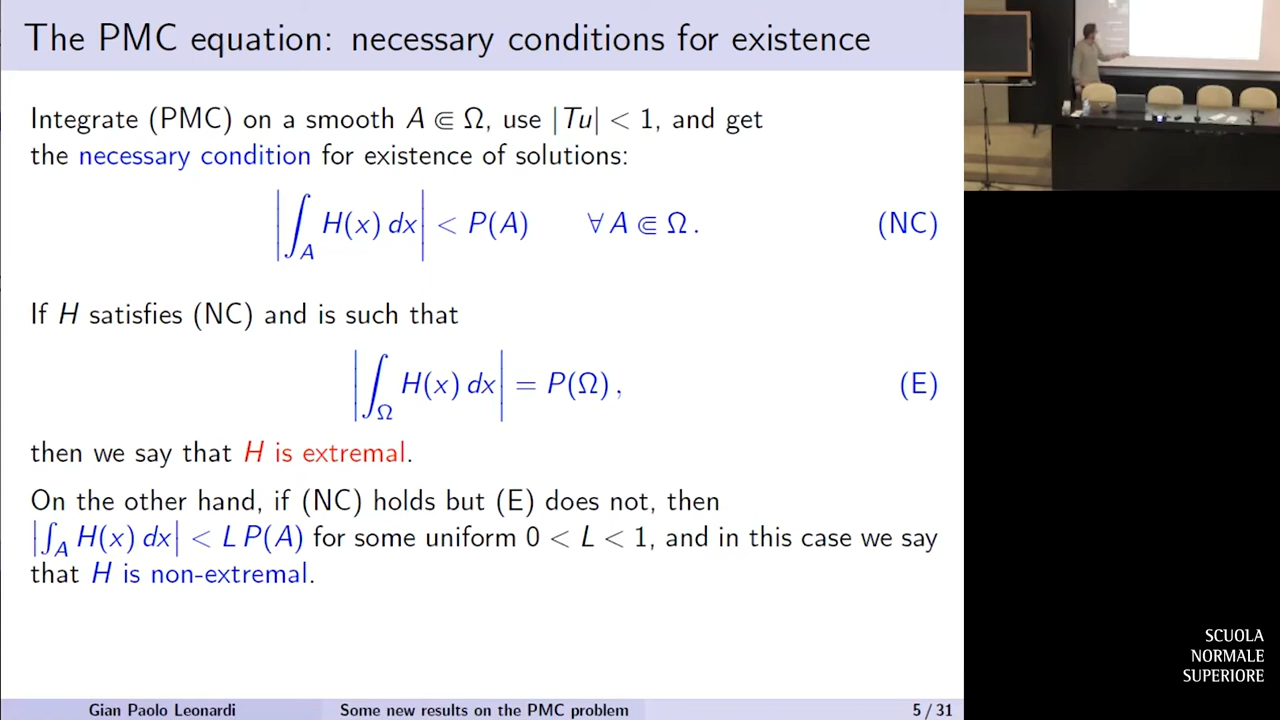 The PMC equation: necessary conditions for existence
Integrate (PMC) on a smooth A ⋐ Ω, use |Tu| < 1, and get
the necessary condition for existence of solutions:
|∫_A H(x) dx| < P(A) ∀ A ⋐ Ω. (NC)
If H satisfies (NC) and is such that
|∫_Ω H(x) dx| = P(Ω), (E)
then we say that H is extremal.
On the other hand, if (NC) holds but (E) does not, then
|∫_A H(x) dx| < L P(A) for some uniform 0 < L < 1, and in this case we say
that H is non-extremal.
Gian Paolo Leonardi Some new results on the PMC problem 5 / 31
SCUOLA
NORMALE
SUPERIORE